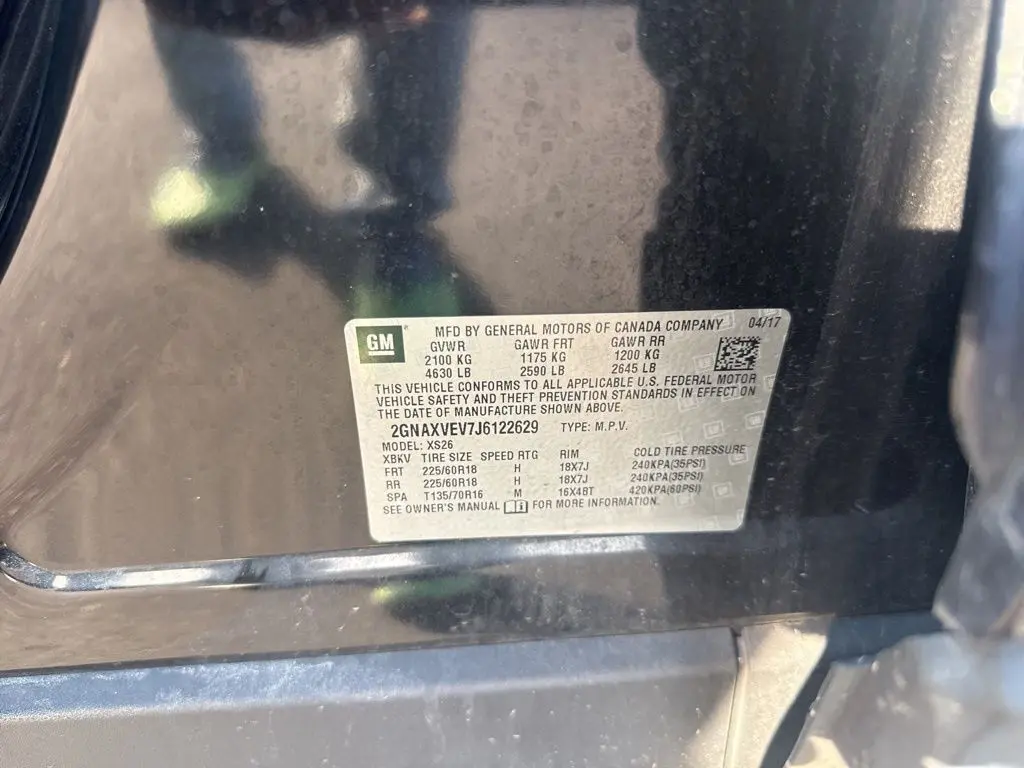 GM
MFD BY GENERAL MOTORS OF CANADA COMPANY 04/17
GVWR GAWR FRT GAWR RR
2100 KG 1175 KG 1200 KG
4630 LB 2590 LB 2645 LB
THIS VEHICLE CONFORMS TO ALL APPLICABLE U.S. FEDERAL MOTOR
VEHICLE SAFETY AND THEFT PREVENTION STANDARDS IN EFFECT ON
THE DATE OF MANUFACTURE SHOWN ABOVE.
2GNAXVEV7J6122629 TYPE: M.P.V.
MODEL: XS26
XBKV TIRE SIZE SPEED RTG RIM COLD TIRE PRESSURE
FRT 225/60R18 H 18X7J 240KPA(35PSI)
RR 225/60R18 H 18X7J 240KPA(35PSI)
SPA T135/70R16 M 16X4BT 420KPA(60PSI)
SEE OWNER'S MANUAL FOR MORE INFORMATION.